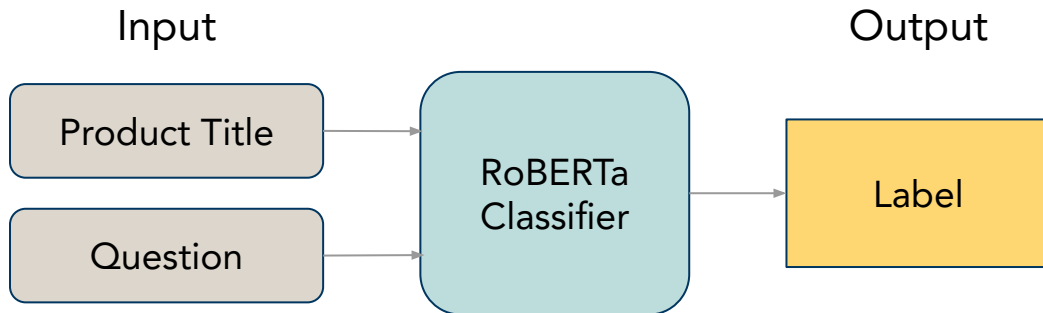 Input
Output
Product Title
Question
RoBERTa
Classifier
Label